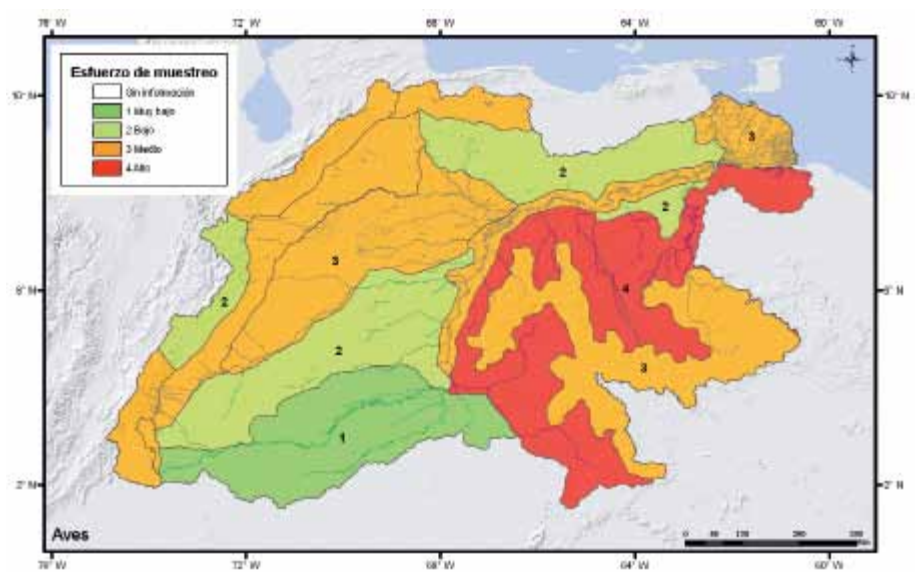 76° W 72° W 68° W 64° W 60° W
Esfuerzo de muestreo
Sin información
1 Muy bajo
2 Bajo
3 Medio
4 Alto
10° N 10° N
3
2
2
3
2
4
6° N 6° N
2
3
1
2° N 2° N
Aves
76° W 72° W 68° W 64° W 60° W